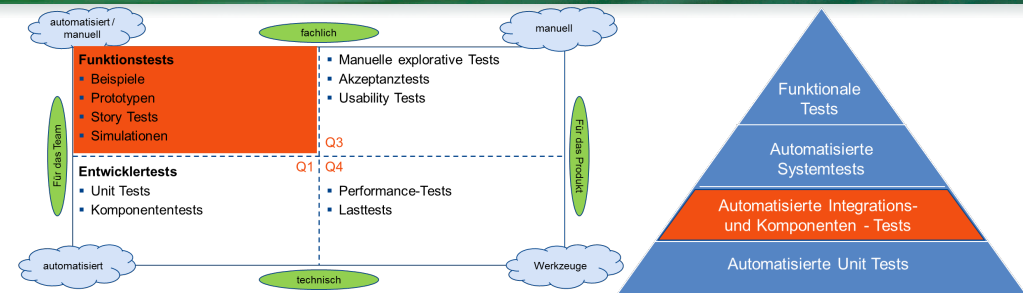 automatisiert /
manuell
fachlich
manuell
Funktionstests
Beispiele
Prototypen
Story Tests
Simulationen
Manuelle explorative Tests
Akzeptanztests
Usability Tests
Q3
Für das Team
Für das Produkt
Q1
Q4
Entwicklertests
Unit Tests
Komponententests
Performance-Tests
Lasttests
automatisiert
technisch
Werkzeuge
Funktionale
Tests
Automatisierte
Systemtests
Automatisierte Integrations-
und Komponenten - Tests
Automatisierte Unit Tests